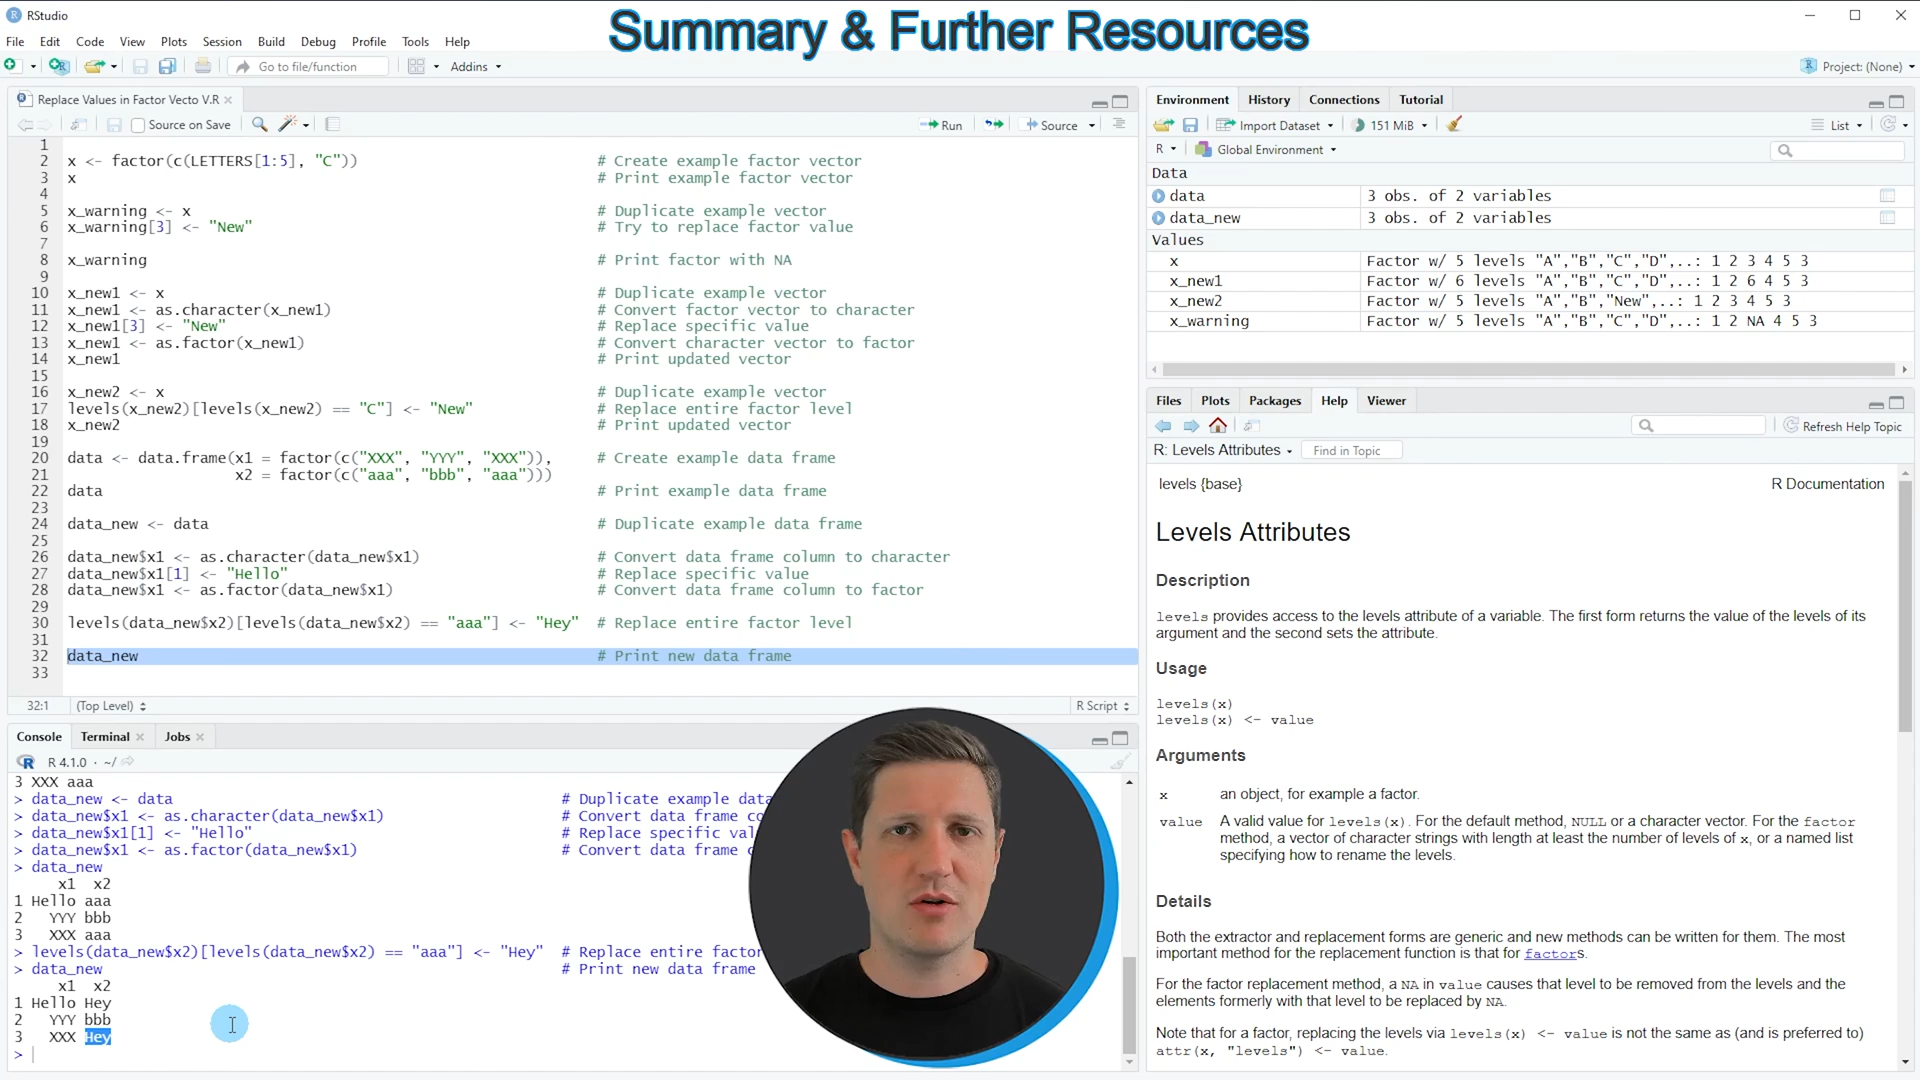 RStudio
Summary & Further Resources
File Edit Code View Plots Session Build Debug Profile Tools Help
Go to file/function Addins Project: (None)
Replace Values in Factor Vecto V.R
Source on Save Run Source
1
2 x <- factor(c(LETTERS[1:5], "C")) # Create example factor vector
3 x # Print example factor vector
4
5 x_warning <- x # Duplicate example vector
6 x_warning[3] <- "New" # Try to replace factor value
7
8 x_warning # Print factor with NA
9
10 x_new1 <- x # Duplicate example vector
11 x_new1 <- as.character(x_new1) # Convert factor vector to character
12 x_new1[3] <- "New" # Replace specific value
13 x_new1 <- as.factor(x_new1) # Convert character vector to factor
14 x_new1 # Print updated vector
15
16 x_new2 <- x # Duplicate example vector
17 levels(x_new2)[levels(x_new2) == "C"] <- "New" # Replace entire factor level
18 x_new2 # Print updated vector
19
20 data <- data.frame(x1 = factor(c("XXX", "YYY", "XXX")), # Create example data frame
21 x2 = factor(c("aaa", "bbb", "aaa")))
22 data # Print example data frame
23
24 data_new <- data # Duplicate example data frame
25
26 data_new$x1 <- as.character(data_new$x1) # Convert data frame column to character
27 data_new$x1[1] <- "Hello" # Replace specific value
28 data_new$x1 <- as.factor(data_new$x1) # Convert data frame column to factor
29
30 levels(data_new$x2)[levels(data_new$x2) == "aaa"] <- "Hey" # Replace entire factor level
31
32 data_new # Print new data frame
33
32:1 (Top Level) R Script
Console Terminal Jobs
R 4.1.0 · ~/
3 XXX aaa
> data_new <- data # Duplicate example data
> data_new$x1 <- as.character(data_new$x1) # Convert data frame co
> data_new$x1[1] <- "Hello" # Replace specific val
> data_new$x1 <- as.factor(data_new$x1) # Convert data frame c
> data_new
x1 x2
1 Hello aaa
2 YYY bbb
3 XXX aaa
> levels(data_new$x2)[levels(data_new$x2) == "aaa"] <- "Hey" # Replace entire factor
> data_new # Print new data frame
x1 x2
1 Hello Hey
2 YYY bbb
3 XXX Hey
>
Environment History Connections Tutorial
Import Dataset 151 MiB List
R Global Environment
Data
data 3 obs. of 2 variables
data_new 3 obs. of 2 variables
Values
x Factor w/ 5 levels "A","B","C","D",..: 1 2 3 4 5 3
x_new1 Factor w/ 6 levels "A","B","C","D",..: 1 2 6 4 5 3
x_new2 Factor w/ 5 levels "A","B","New",..: 1 2 3 4 5 3
x_warning Factor w/ 5 levels "A","B","C","D",..: 1 2 NA 4 5 3
Files Plots Packages Help Viewer
Refresh Help Topic
R: Levels Attributes Find in Topic
levels {base} R Documentation
Levels Attributes
Description
levels provides access to the levels attribute of a variable. The first form returns the value of the levels of its
argument and the second sets the attribute.
Usage
levels(x)
levels(x) <- value
Arguments
x an object, for example a factor.
value A valid value for levels(x). For the default method, NULL or a character vector. For the factor
method, a vector of character strings with length at least the number of levels of x, or a named list
specifying how to rename the levels.
Details
Both the extractor and replacement forms are generic and new methods can be written for them. The most
important method for the replacement function is that for factors.
For the factor replacement method, a NA in value causes that level to be removed from the levels and the
elements formerly with that level to be replaced by NA.
Note that for a factor, replacing the levels via levels(x) <- value is not the same as (and is preferred to)
attr(x, "levels") <- value.